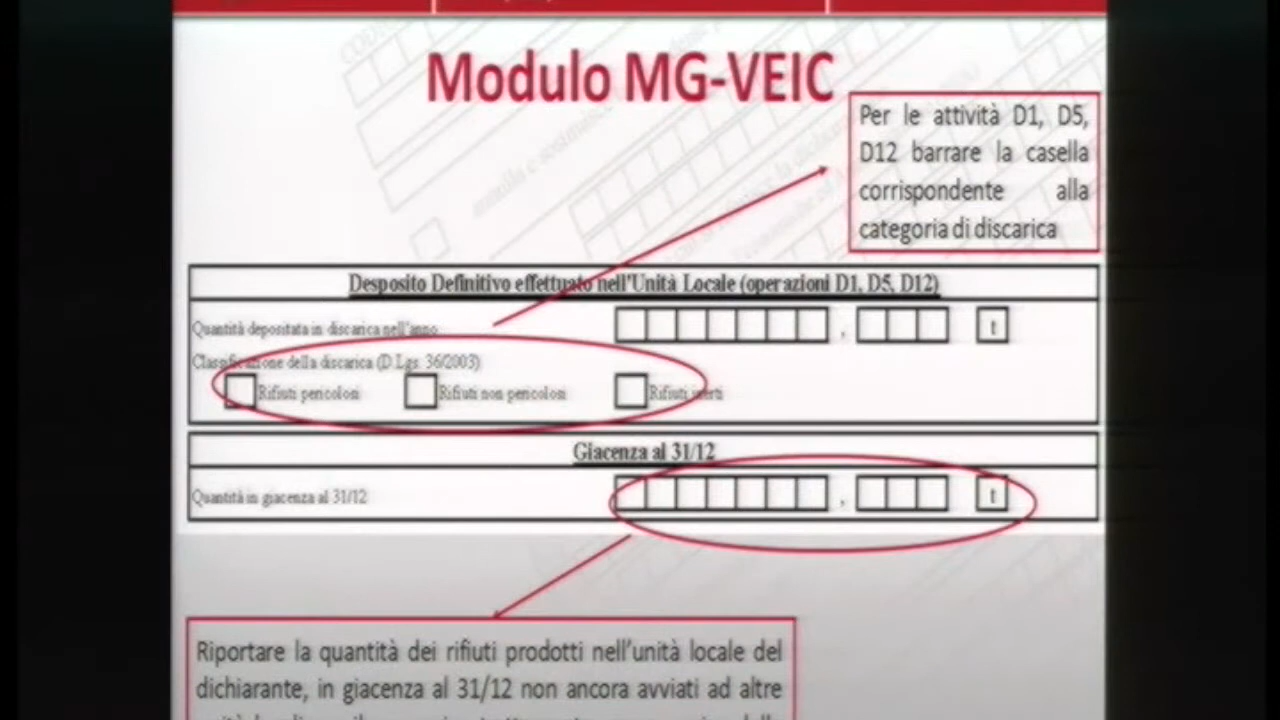 Modulo MG-VEIC
Per le attività D1, D5,
D12 barrare la casella
corrispondente alla
categoria di discarica
Desposito Definitivo effettuato nell'Unità Locale (operazioni D1, D5, D12)
Quantità depositata in discarica nell'anno
, t
Classificazione della discarica (D.Lgs. 36/2003)
Rifiuti pericolosi Rifiuti non pericolosi Rifiuti inerti
Giacenza al 31/12
Quantità in giacenza al 31/12 , t
Riportare la quantità dei rifiuti prodotti nell'unità locale del
dichiarante, in giacenza al 31/12 non ancora avviati ad altre